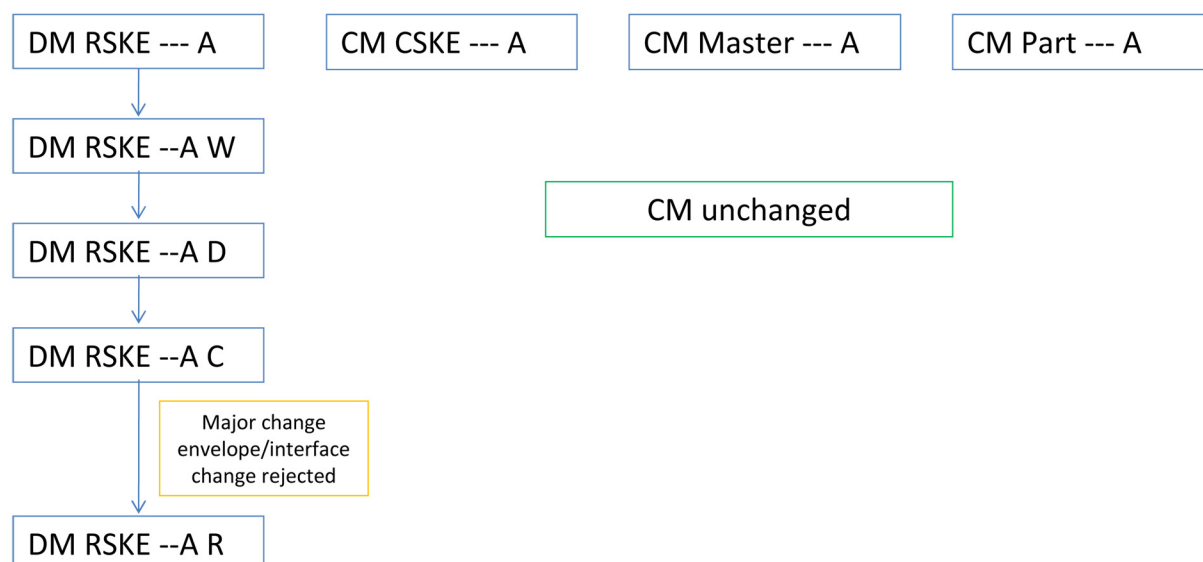 DM RSKE --- A
CM CSKE --- A
CM Master --- A
CM Part --- A
DM RSKE --A W
CM unchanged
DM RSKE --A D
DM RSKE --A C
Major change
envelope/interface
change rejected
DM RSKE --A R